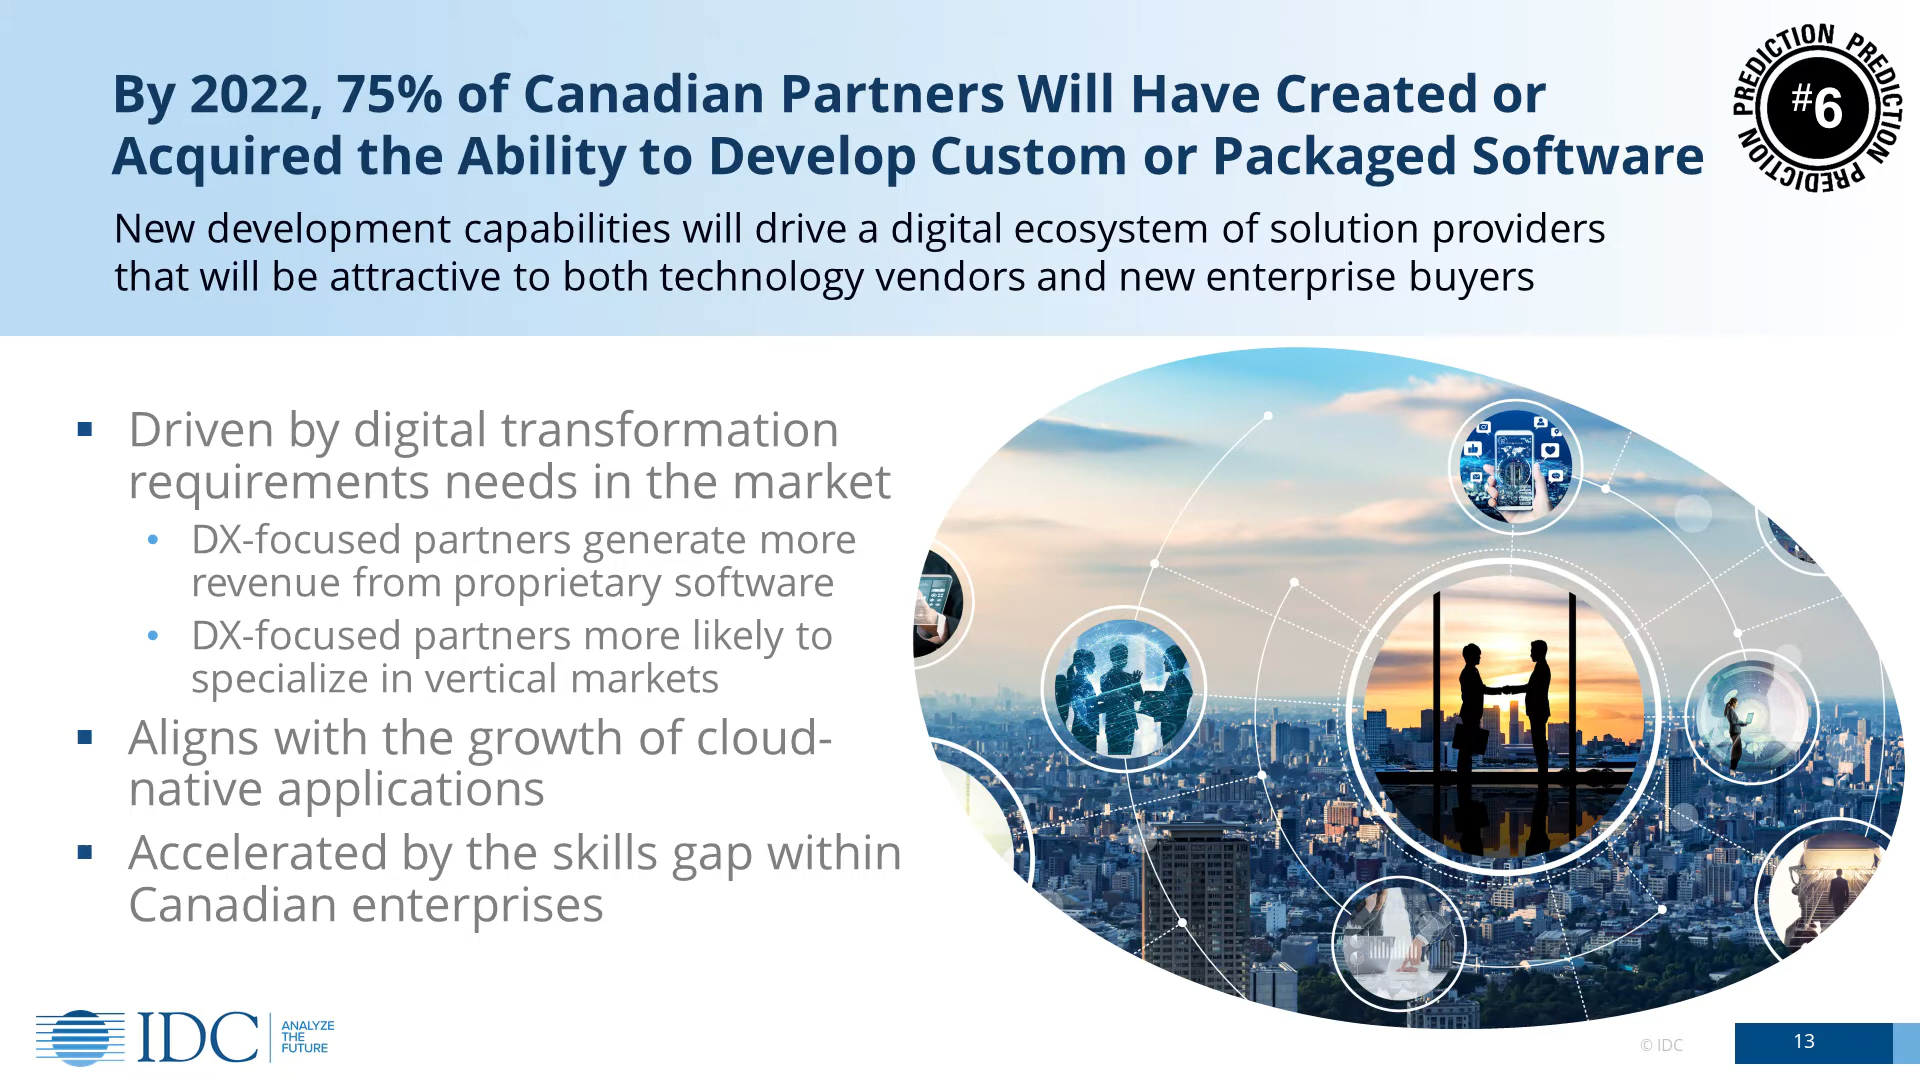 By 2022, 75% of Canadian Partners Will Have Created or
Acquired the Ability to Develop Custom or Packaged Software
New development capabilities will drive a digital ecosystem of solution providers
that will be attractive to both technology vendors and new enterprise buyers
PREDICTION PREDICTION PREDICTION
#6
▪ Driven by digital transformation
requirements needs in the market
• DX-focused partners generate more
revenue from proprietary software
• DX-focused partners more likely to
specialize in vertical markets
▪ Aligns with the growth of cloud-
native applications
▪ Accelerated by the skills gap within
Canadian enterprises
IDC
ANALYZE
THE
FUTURE
© IDC
13